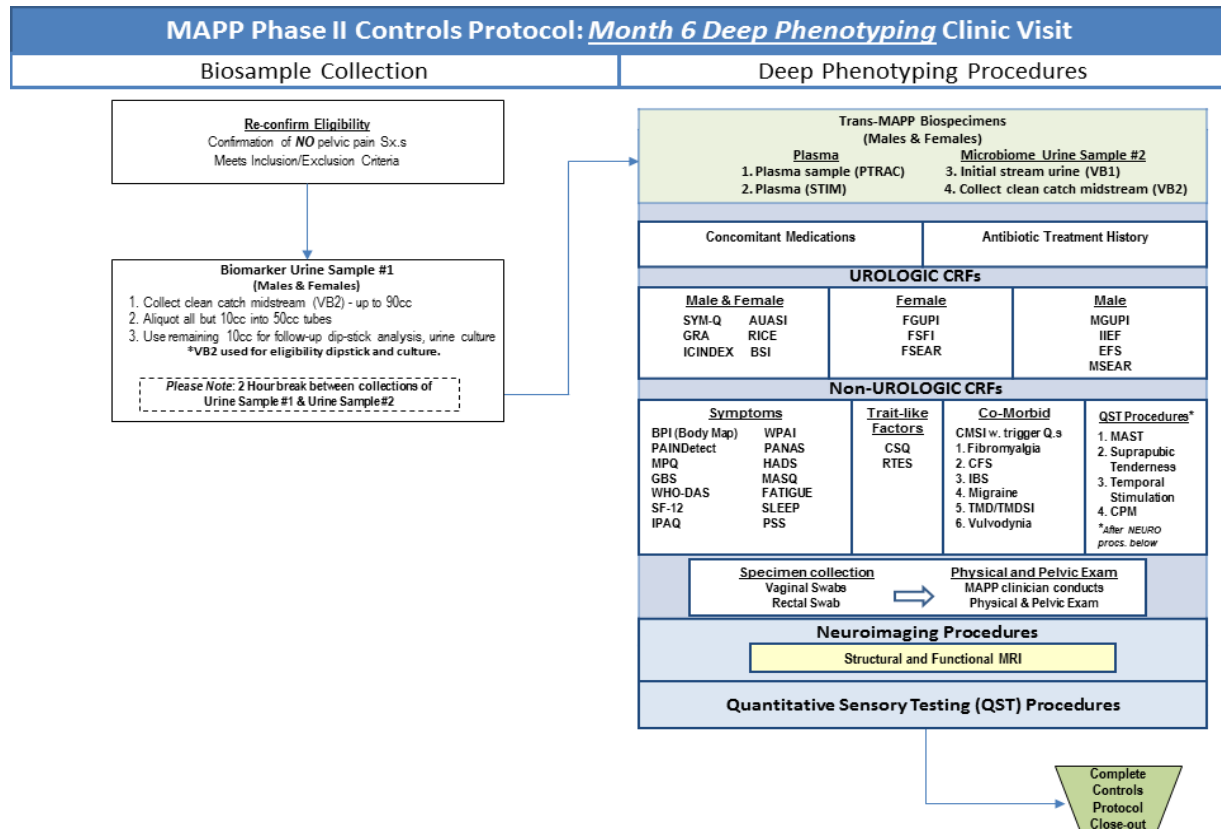 MAPP Phase II Controls Protocol: Month 6 Deep Phenotyping Clinic Visit
Biosample Collection
Deep Phenotyping Procedures
Re-confirm Eligibility
Confirmation of NO pelvic pain Sx.s
Meets Inclusion/Exclusion Criteria
Biomarker Urine Sample #1
(Males & Females)
1. Collect clean catch midstream (VB2) - up to 90cc
2. Aliquot all but 10cc into 50cc tubes
3. Use remaining 10cc for follow-up dip-stick analysis, urine culture
*VB2 used for eligibility dipstick and culture.
Please Note: 2 Hour break between collections of
Urine Sample #1 & Urine Sample #2
Trans-MAPP Biospecimens
(Males & Females)
Plasma
1. Plasma sample (PTRAC)
2. Plasma (STIM)
Microbiome Urine Sample #2
3. Initial stream urine (VB1)
4. Collect clean catch midstream (VB2)
Concomitant Medications
Antibiotic Treatment History
UROLOGIC CRFs
Male & Female
SYM-Q AUASI
GRA RICE
ICINDEX BSI
Female
FGUPI
FSFI
FSEAR
Male
MGUPI
IIEF
EFS
MSEAR
Non-UROLOGIC CRFs
Symptoms
BPI (Body Map) WPAI
PAINDetect PANAS
MPQ HADS
GBS MASQ
WHO-DAS FATIGUE
SF-12 SLEEP
IPAQ PSS
Trait-like
Factors
CSQ
RTES
Co-Morbid
CMSI w. trigger Q.s
1. Fibromyalgia
2. CFS
3. IBS
4. Migraine
5. TMD/TMDSI
6. Vulvodynia
QST Procedures*
1. MAST
2. Suprapubic
Tenderness
3. Temporal
Stimulation
4. CPM
*After NEURO
procs. below
Specimen collection
Vaginal Swabs
Rectal Swab
Physical and Pelvic Exam
MAPP clinician conducts
Physical & Pelvic Exam
Neuroimaging Procedures
Structural and Functional MRI
Quantitative Sensory Testing (QST) Procedures
Complete
Controls
Protocol
Close-out